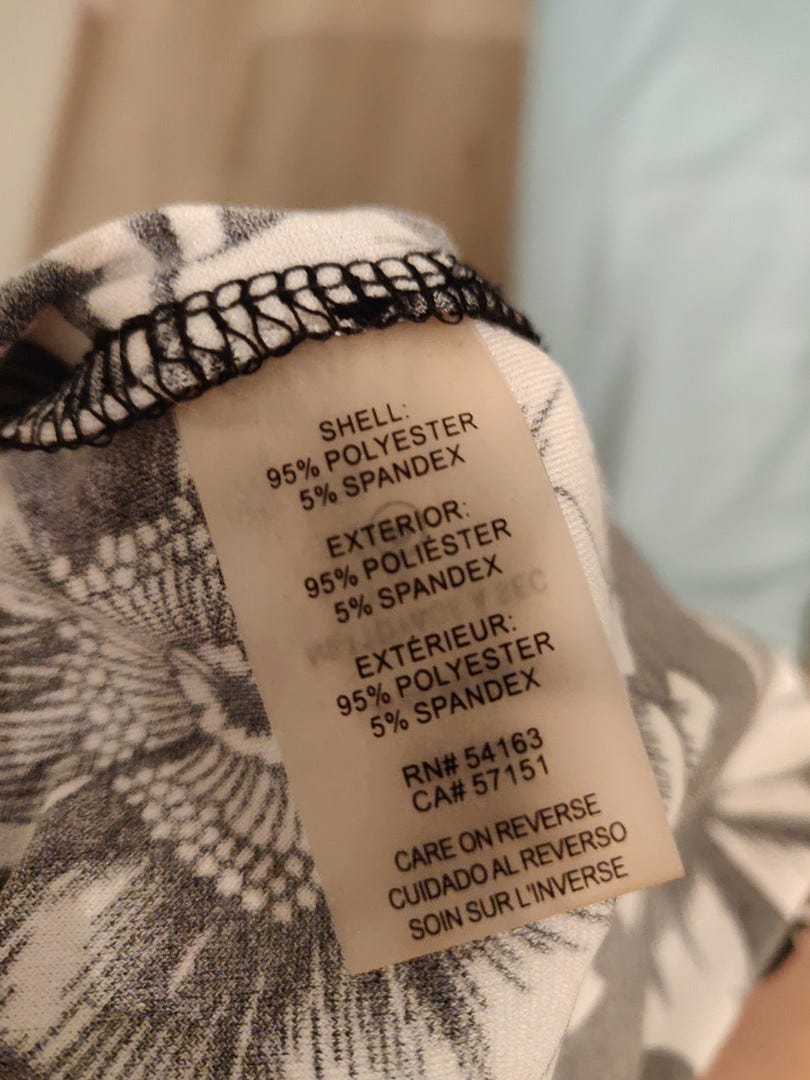 SHELL:
95% POLYESTER
5% SPANDEX
EXTERIOR:
95% POLIÉSTER
5% SPANDEX
EXTÉRIEUR:
95% POLYESTER
5% SPANDEX
RN# 54163
CA# 57151
CARE ON REVERSE
CUIDADO AL REVERSO
SOIN SUR L'INVERSE